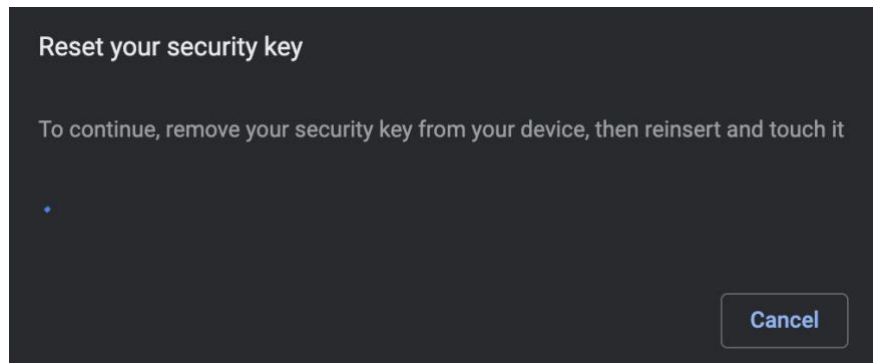 Reset your security key
To continue, remove your security key from your device, then reinsert and touch it
Cancel